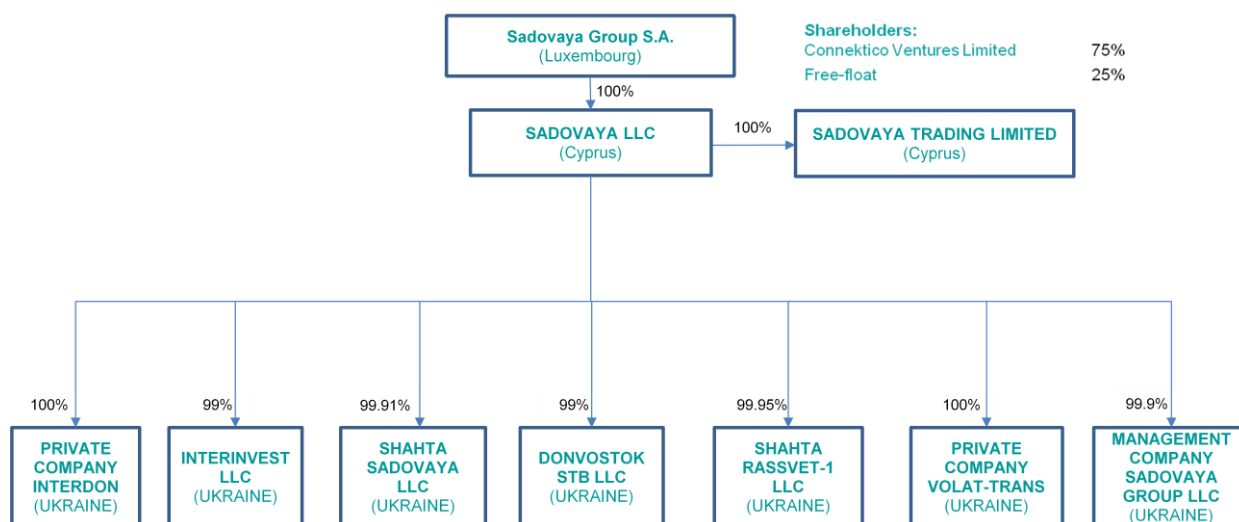 Sadovaya Group S.A.
(Luxembourg)
Shareholders:
Connektico Ventures Limited 75%
Free-float 25%
100%
SADOVAYA LLC
(Cyprus)
100%
SADOVAYA TRADING LIMITED
(Cyprus)
100%
PRIVATE
COMPANY
INTERDON
(UKRAINE)
99%
INTERINVEST
LLC
(UKRAINE)
99.91%
SHAHTA
SADOVAYA
LLC
(UKRAINE)
99%
DONVOSTOK
STB LLC
(UKRAINE)
99.95%
SHAHTA
RASSVET-1
LLC
(UKRAINE)
100%
PRIVATE
COMPANY
VOLAT-TRANS
(UKRAINE)
99.9%
MANAGEMENT
COMPANY
SADOVAYA
GROUP LLC
(UKRAINE)